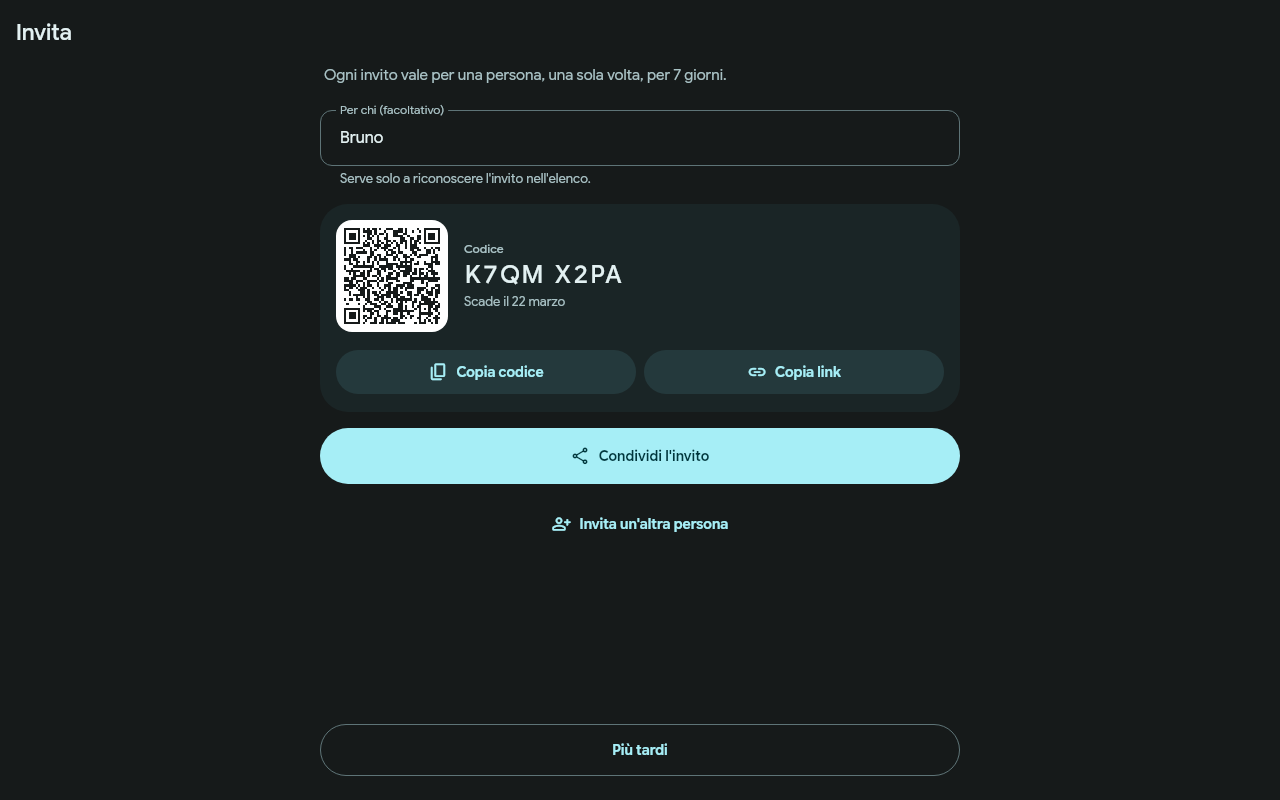 Invita
Ogni invito vale per una persona, una sola volta, per 7 giorni.
Per chi (facoltativo)
Bruno
Serve solo a riconoscere l'invito nell'elenco.
Codice
K7QM X2PA
Scade il 22 marzo
Copia codice
Copia link
Condividi l'invito
Invita un'altra persona
Più tardi